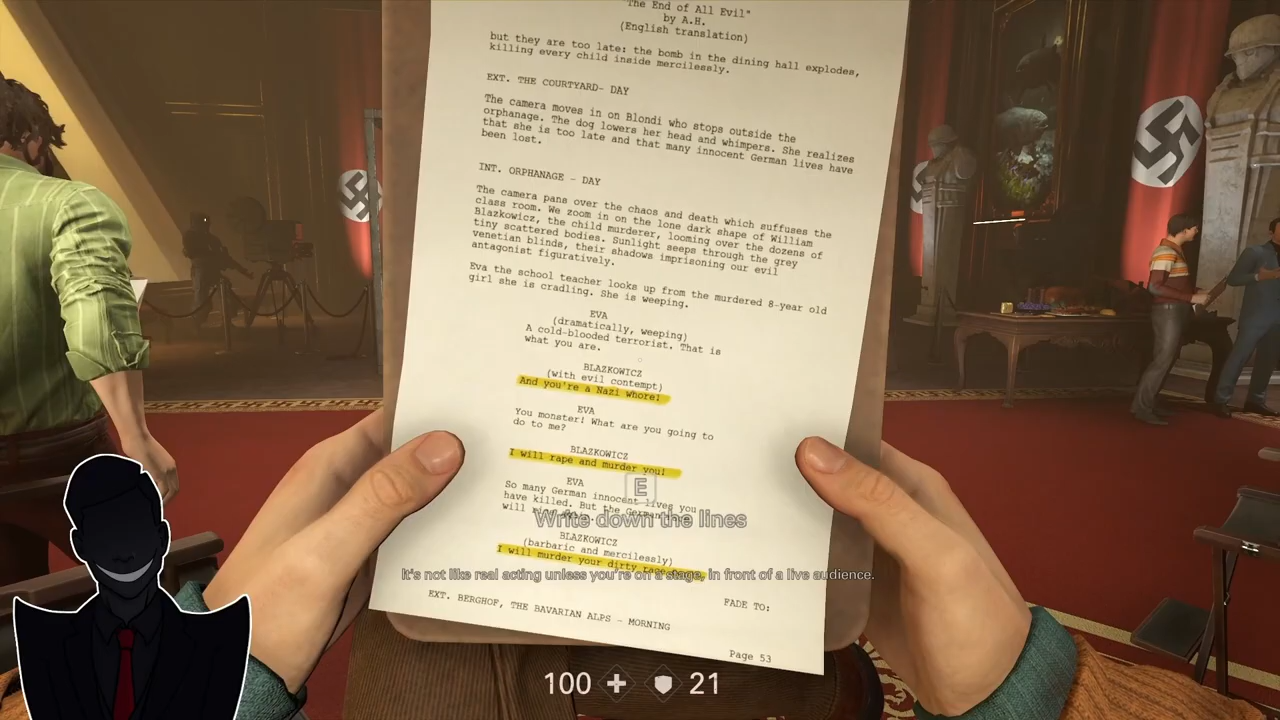 "The End of All Evil"
by A.H.
(English translation)
but they are too late: the bomb in the dining hall explodes,
killing every child inside mercilessly.
EXT. THE COURTYARD- DAY
The camera moves in on Blondi who stops outside the
orphanage. The dog lowers her head and whimpers. She realizes
that she is too late and that many innocent German lives have
been lost.
INT. ORPHANAGE - DAY
The camera pans over the chaos and death which suffuses the
class room. We zoom in on the lone dark shape of William
Blazkowicz, the child murderer, looming over the dozens of
tiny scattered bodies. Sunlight seeps through the grey
venetian blinds, their shadows imprisoning our evil
antagonist figuratively.
Eva the school teacher looks up from the murdered 8-year old
girl she is cradling. She is weeping.
EVA
(dramatically, weeping)
A cold-blooded terrorist. That is
what you are.
BLAZKOWICZ
(with evil contempt)
And you're a Nazi whore!
EVA
You monster! What are you going to
do to me?
BLAZKOWICZ
I will rape and murder you!
E
EVA
So many German innocent lives you
have killed. But the German
will
Write down the lines
BLAZKOWICZ
(barbaric and mercilessly)
I will murder your dirty
It's not like real acting unless you're on a stage, in front of a live audience.
FADE TO:
EXT. BERGHOF, THE BAVARIAN ALPS - MORNING
Page 53
100 21